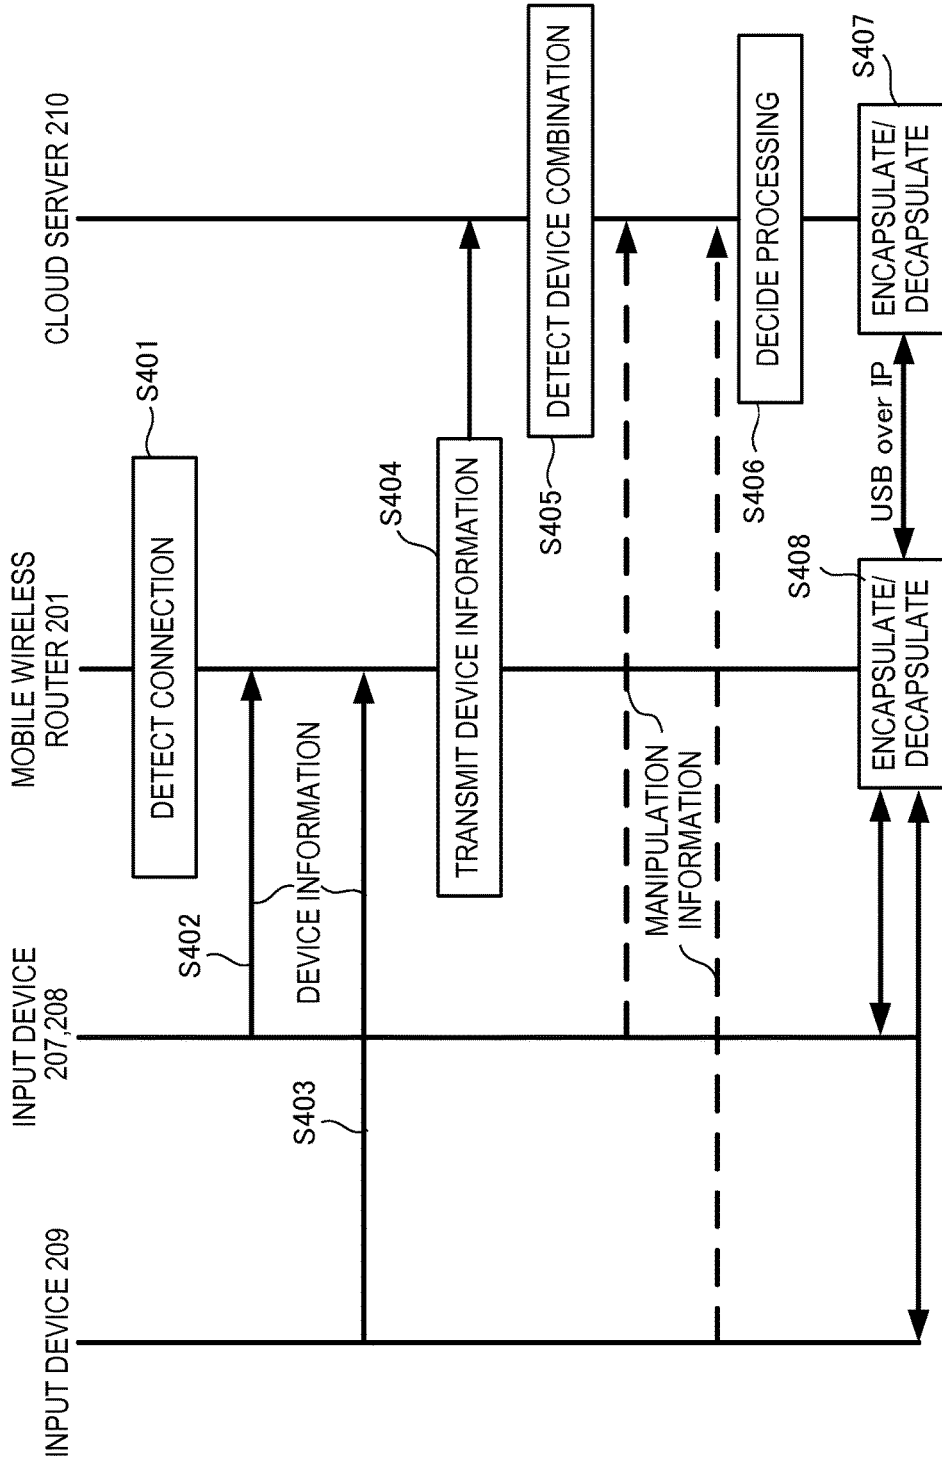 INPUT DEVICE 209
INPUT DEVICE
207,208
MOBILE WIRELESS
ROUTER 201
CLOUD SERVER 210
DETECT CONNECTION
S401
S402
DEVICE INFORMATION
S403
TRANSMIT DEVICE INFORMATION
S404
DETECT DEVICE COMBINATION
S405
MANIPULATION
INFORMATION
DECIDE PROCESSING
S406
ENCAPSULATE/
DECAPSULATE
S408
USB over IP
ENCAPSULATE/
DECAPSULATE
S407